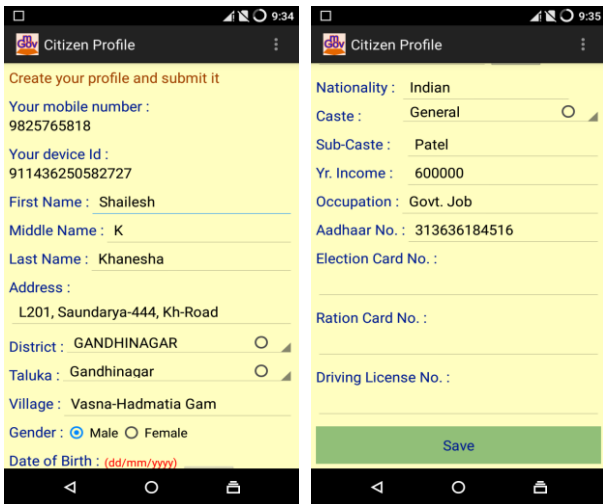 9:34
GOV Citizen Profile
Create your profile and submit it
Your mobile number :
9825765818
Your device Id :
911436250582727
First Name : Shailesh
Middle Name : K
Last Name : Khanesha
Address :
L201, Saundarya-444, Kh-Road
District : GANDHINAGAR
Taluka : Gandhinagar
Village : Vasna-Hadmatia Gam
Gender : Male Female
Date of Birth : (dd/mm/yyyy)
9:35
GOV Citizen Profile
Nationality : Indian
Caste : General
Sub-Caste : Patel
Yr. Income : 600000
Occupation : Govt. Job
Aadhaar No. : 313636184516
Election Card No. :
Ration Card No. :
Driving License No. :
Save